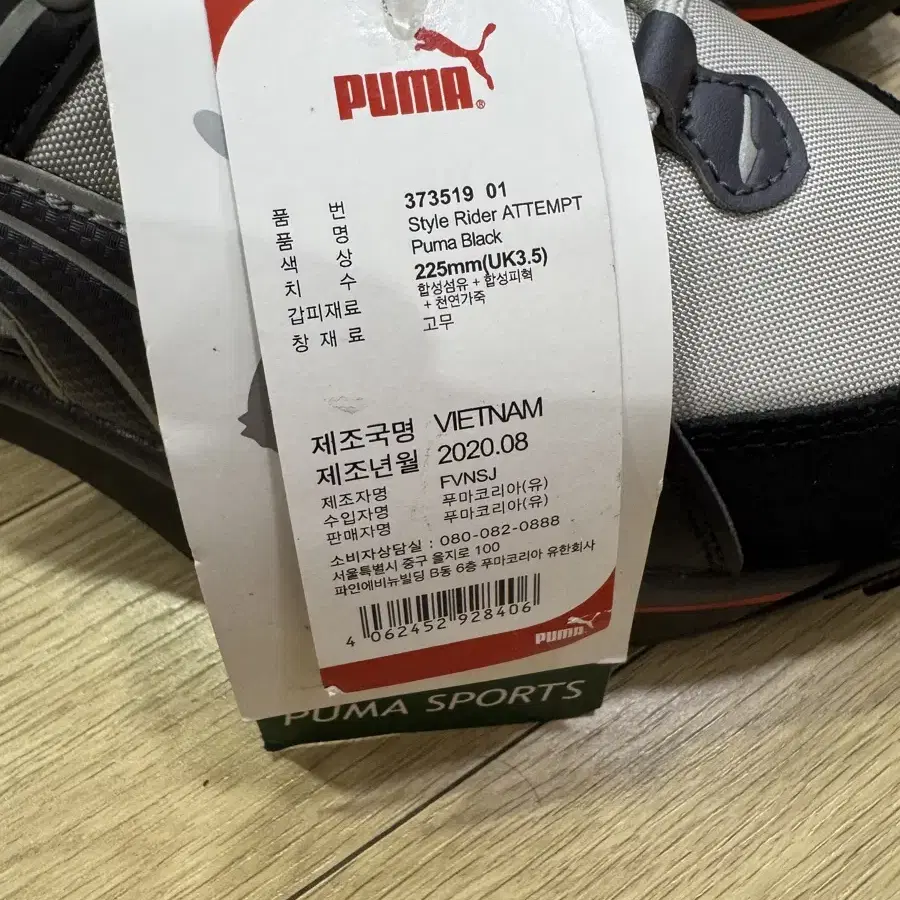 PUMA®
품 번 373519 01
품 명 Style Rider ATTEMPT
색 상 Puma Black
치 수 225mm(UK3.5)
갑피재료 합성섬유 + 합성피혁
+ 천연가죽
창 재 료 고무
제조국명 VIETNAM
제조년월 2020.08
제조자명 FVNSJ
수입자명 푸마코리아(유)
판매자명 푸마코리아(유)
소비자상담실 : 080-082-0888
서울특별시 중구 을지로 100
파인에비뉴빌딩 B동 6층 푸마코리아 유한회사
4 062452 928406
PUMA
PUMA SPORTS